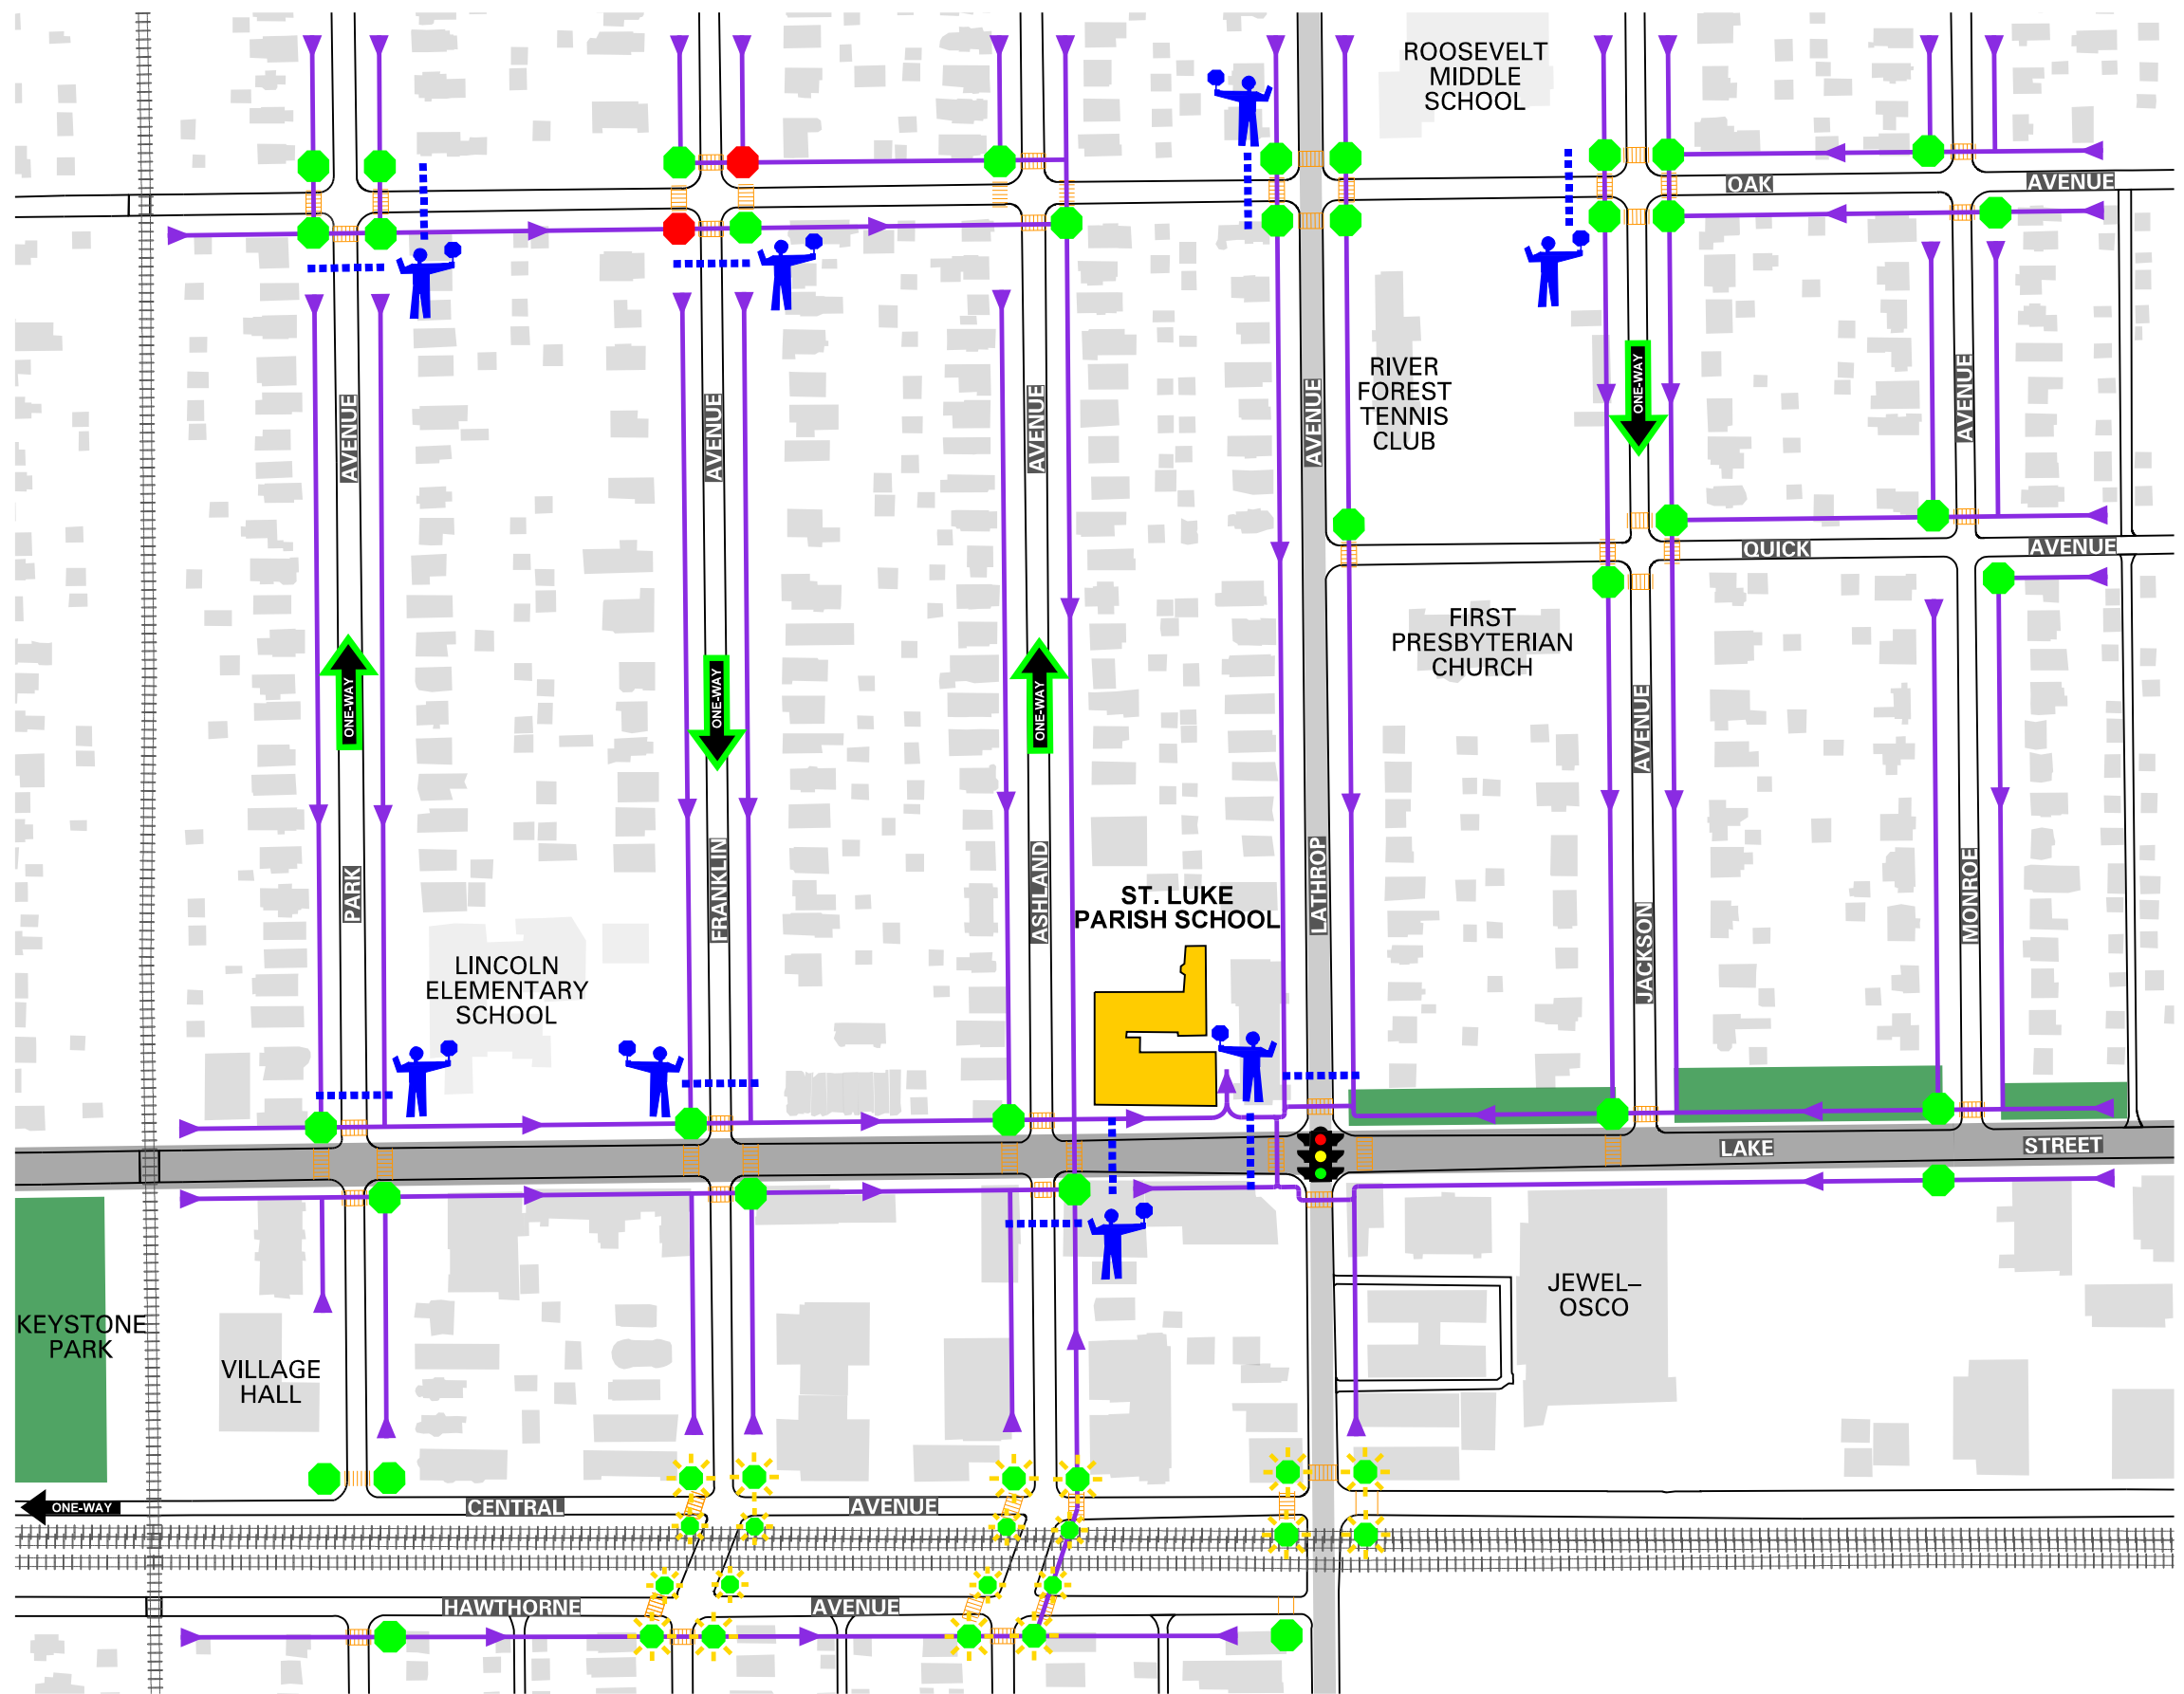 ROOSEVELT
MIDDLE
SCHOOL
OAK
AVENUE
RIVER
FOREST
TENNIS
CLUB
ONE-WAY
AVENUE
AVENUE
AVENUE
AVENUE
AVENUE
QUICK
AVENUE
FIRST
PRESBYTERIAN
CHURCH
ONE-WAY
ONE-WAY
ONE-WAY
AVENUE
PARK
FRANKLIN
ASHLAND
LATHROP
JACKSON
MONROE
ST. LUKE
PARISH SCHOOL
LINCOLN
ELEMENTARY
SCHOOL
LAKE
STREET
KEYSTONE
PARK
VILLAGE
HALL
JEWEL–
OSCO
ONE-WAY
CENTRAL
AVENUE
HAWTHORNE
AVENUE